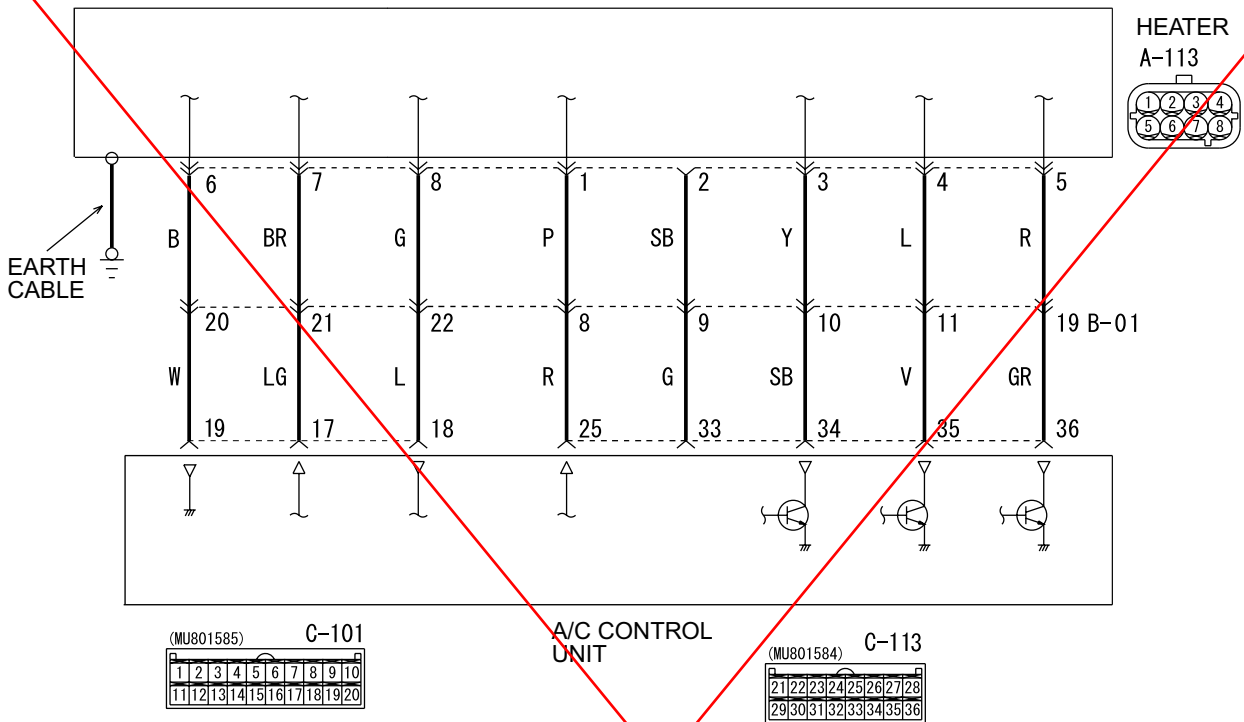 HEATER
A-113
1 2 3 4
5 6 7 8
6 7 8 1 2 3 4 5
B BR G P SB Y L R
EARTH
CABLE
20 21 22 8 9 10 11 19 B-01
W LG L R G SB V GR
19 17 18 25 33 34 35 36
A/C CONTROL
UNIT
(MU801585) C-101
1 2 3 4 5 6 7 8 9 10
11 12 13 14 15 16 17 18 19 20
(MU801584) C-113
21 22 23 24 25 26 27 28
29 30 31 32 33 34 35 36